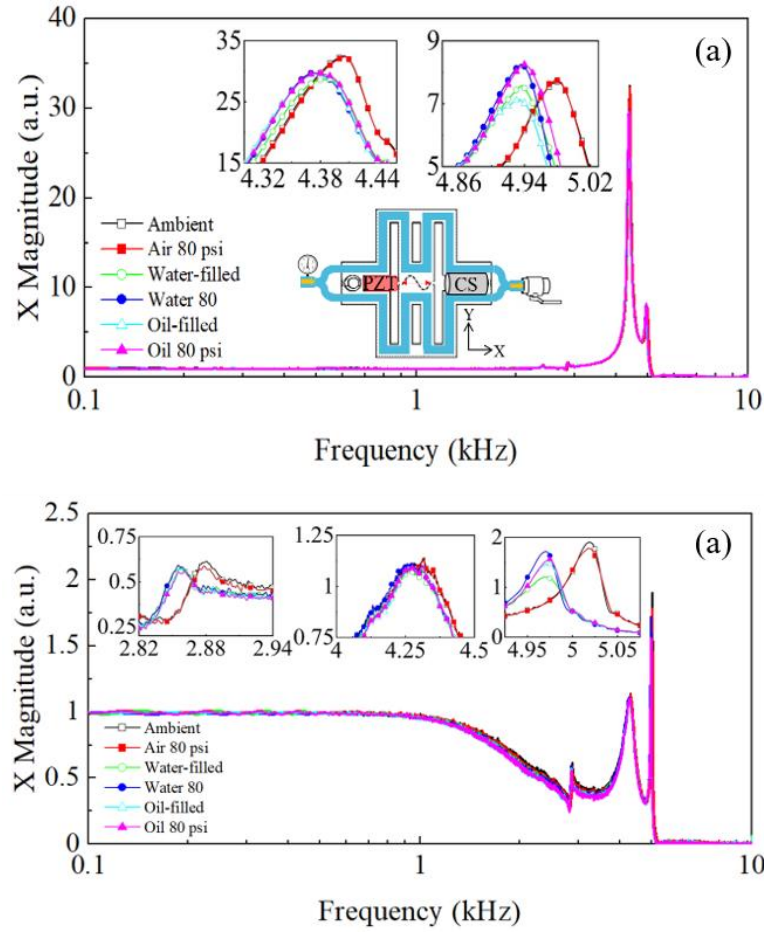 (a)
X Magnitude (a.u.)
40
30
20
10
0
35
31
25
20
15
4.32 4.38 4.44
9
8
7
6
5
4.86 4.94 5.02
Ambient
Air 80 psi
Water-filled
Water 80
Oil-filled
Oil 80 psi
PZT
CS
Y
X
0.1 1 10
Frequency (kHz)
(a)
X Magnitude (a.u.)
2.5
2
1.5
1
0.5
0
0.75
0.5
0.25
2.82 2.88 2.94
1.25
1
0.75
4 4.25 4.5
2
1
0
4.95 5 5.05
Ambient
Air 80 psi
Water-filled
Water 80
Oil-filled
Oil 80 psi
0.1 1 10
Frequency (kHz)